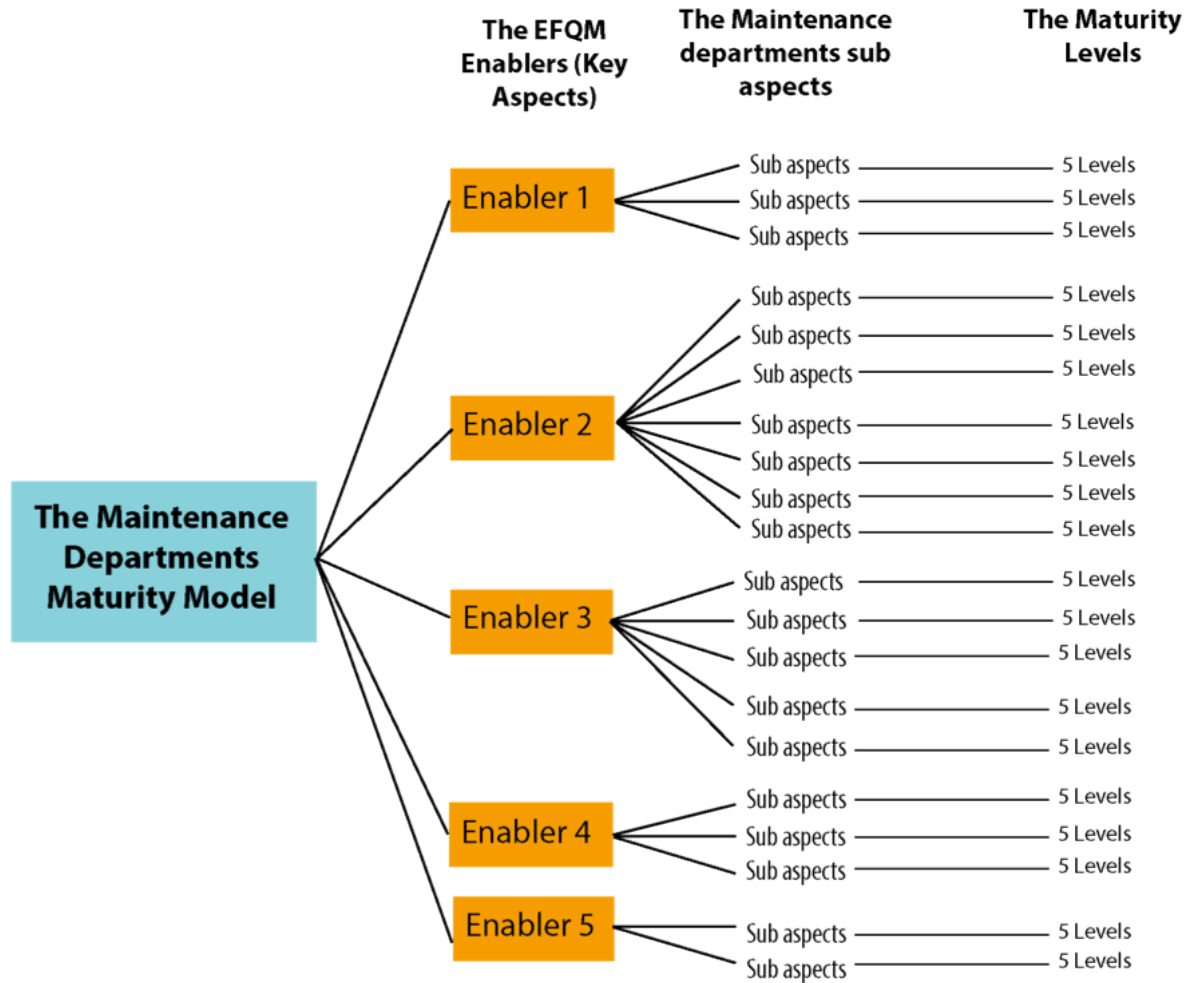 The EFQM
Enablers (Key
Aspects)
The Maintenance
departments sub
aspects
The Maturity
Levels
Enabler 1
Sub aspects
5 Levels
Sub aspects
5 Levels
Sub aspects
5 Levels
Enabler 2
Sub aspects
5 Levels
Sub aspects
5 Levels
Sub aspects
5 Levels
Sub aspects
5 Levels
Sub aspects
5 Levels
Sub aspects
5 Levels
Sub aspects
5 Levels
The Maintenance
Departments
Maturity Model
Enabler 3
Sub aspects
5 Levels
Sub aspects
5 Levels
Sub aspects
5 Levels
Sub aspects
5 Levels
Sub aspects
5 Levels
Enabler 4
Sub aspects
5 Levels
Sub aspects
5 Levels
Sub aspects
5 Levels
Enabler 5
Sub aspects
5 Levels
Sub aspects
5 Levels